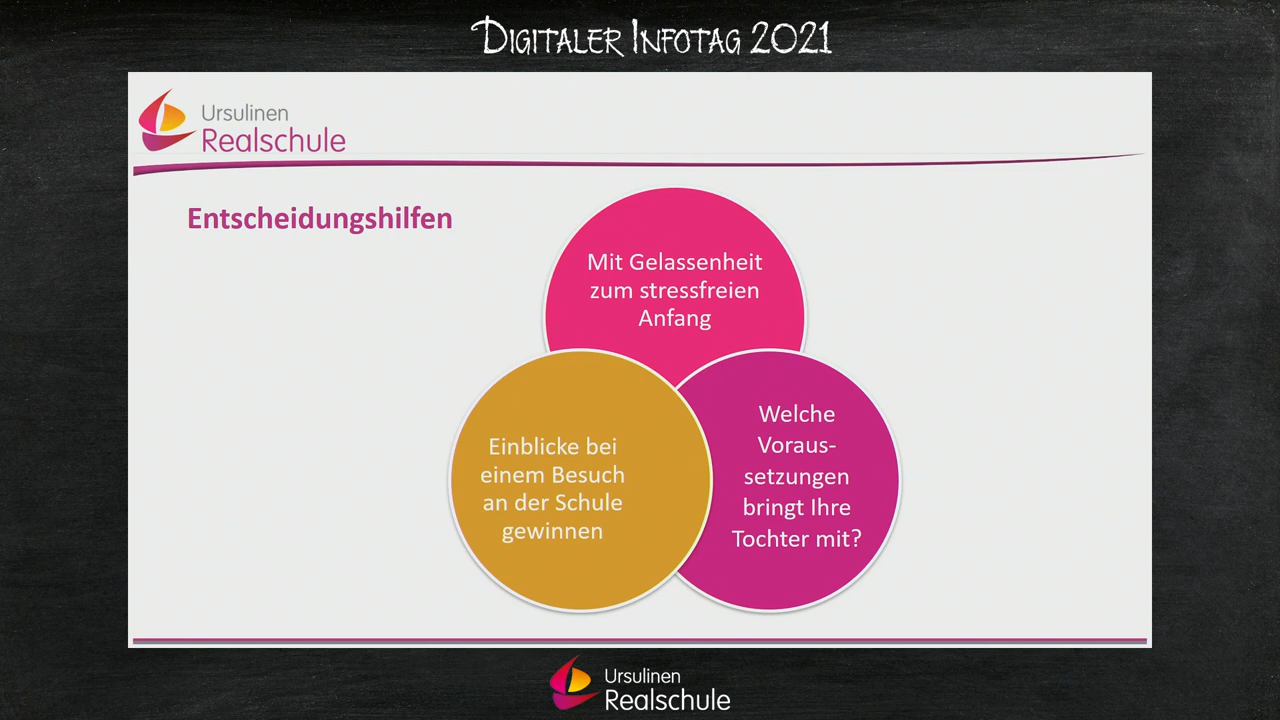 Digitaler Infotag 2021
Ursulinen
Realschule
Entscheidungshilfen
Mit Gelassenheit
zum stressfreien
Anfang
Einblicke bei
einem Besuch
an der Schule
gewinnen
Welche
Voraus-
setzungen
bringt Ihre
Tochter mit?
Ursulinen
Realschule